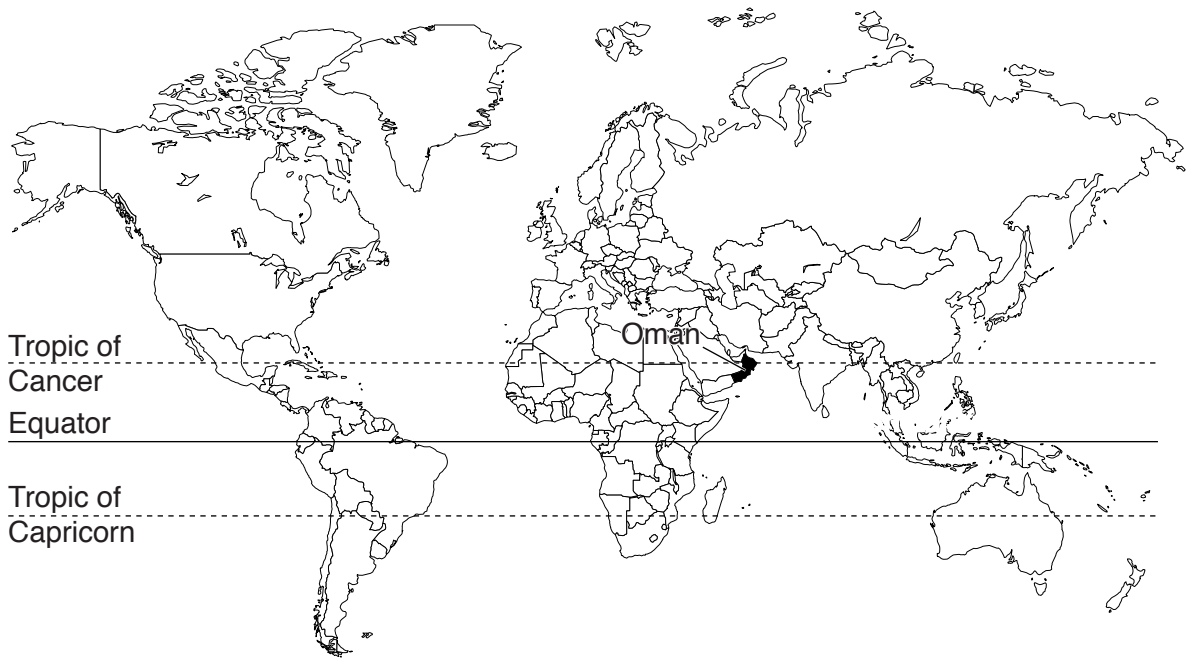 Oman
Tropic of
Cancer
Equator
Tropic of
Capricorn